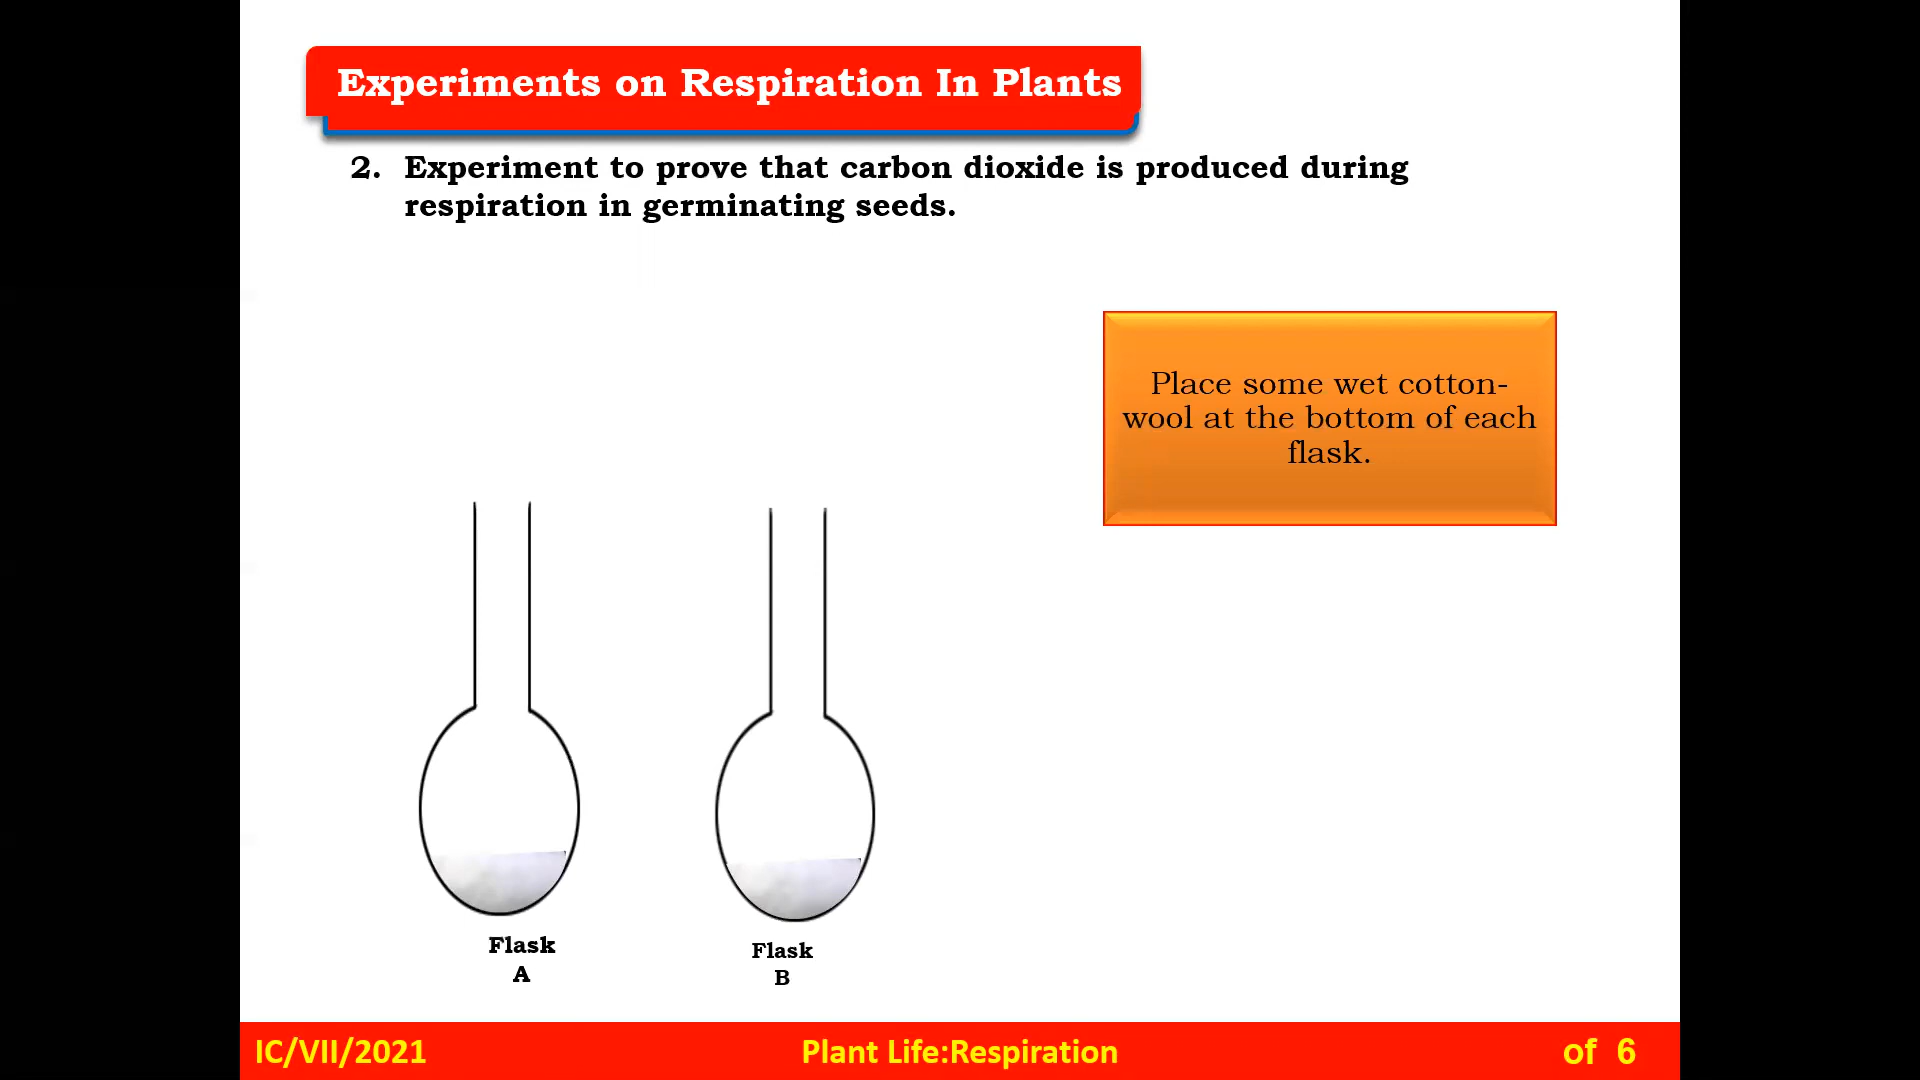 Experiments on Respiration In Plants
2. Experiment to prove that carbon dioxide is produced during
respiration in germinating seeds.
Place some wet cotton-
wool at the bottom of each
flask.
Flask
A
Flask
B
IC/VII/2021
Plant Life:Respiration
of 6